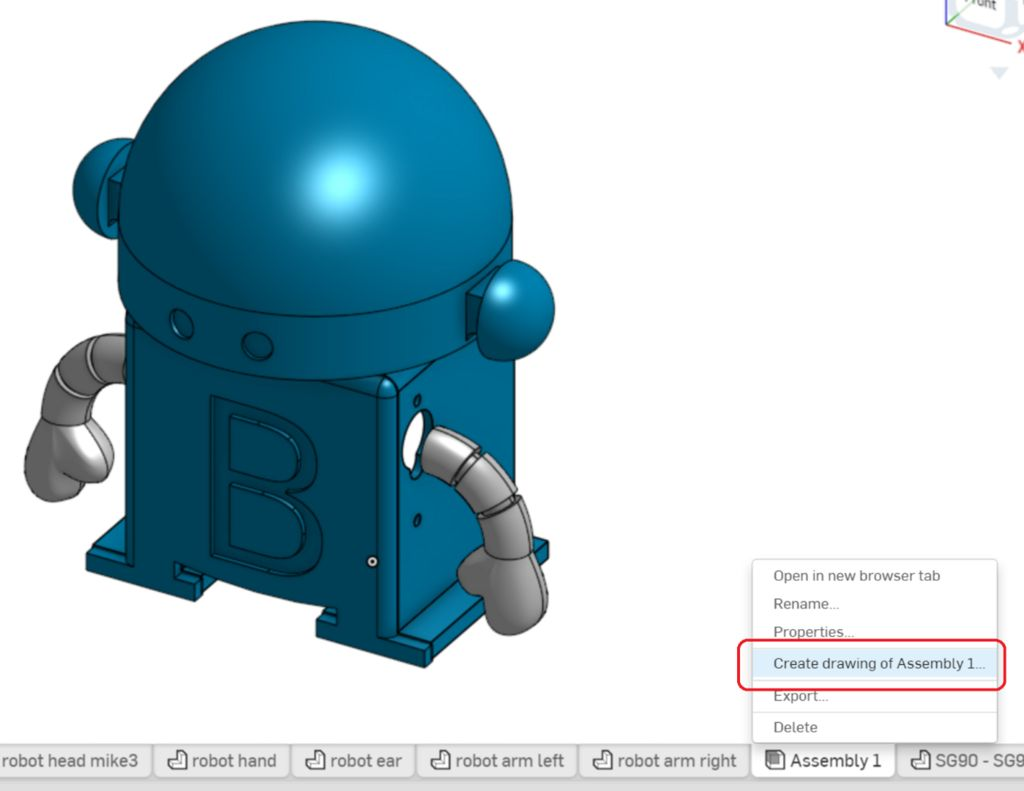 Front
X
B
Open in new browser tab
Rename...
Properties...
Create drawing of Assembly 1...
Export...
Delete
robot head mike3
robot hand
robot ear
robot arm left
robot arm right
Assembly 1
SG90 - SG9